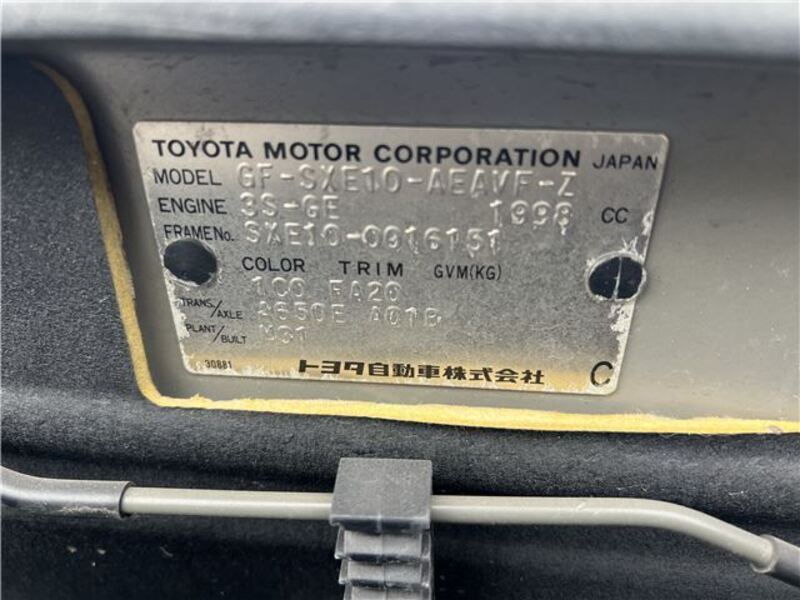 TOYOTA MOTOR CORPORATION JAPAN
MODEL GF-SXE10-AEAVF-Z
ENGINE 3S-GE 1998 CC
FRAME No. SXE10-0016151
COLOR TRIM GVM(KG)
1C0 FA20
TRANS./AXLE A650E A01B
PLANT/BUILT M31
30881 トヨタ自動車株式会社 C